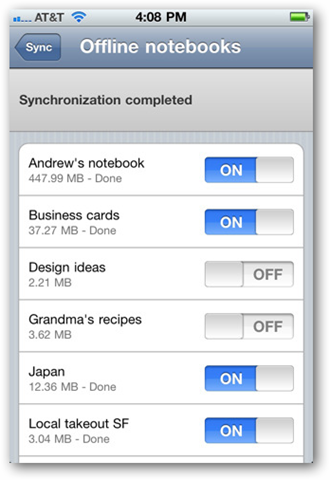 AT&T 4:08 PM
Sync Offline notebooks
Synchronization completed
Andrew's notebook ON
447.99 MB - Done
Business cards ON
37.27 MB - Done
Design ideas OFF
2.21 MB
Grandma's recipes OFF
3.62 MB
Japan ON
12.36 MB - Done
Local takeout SF ON
3.04 MB - Done